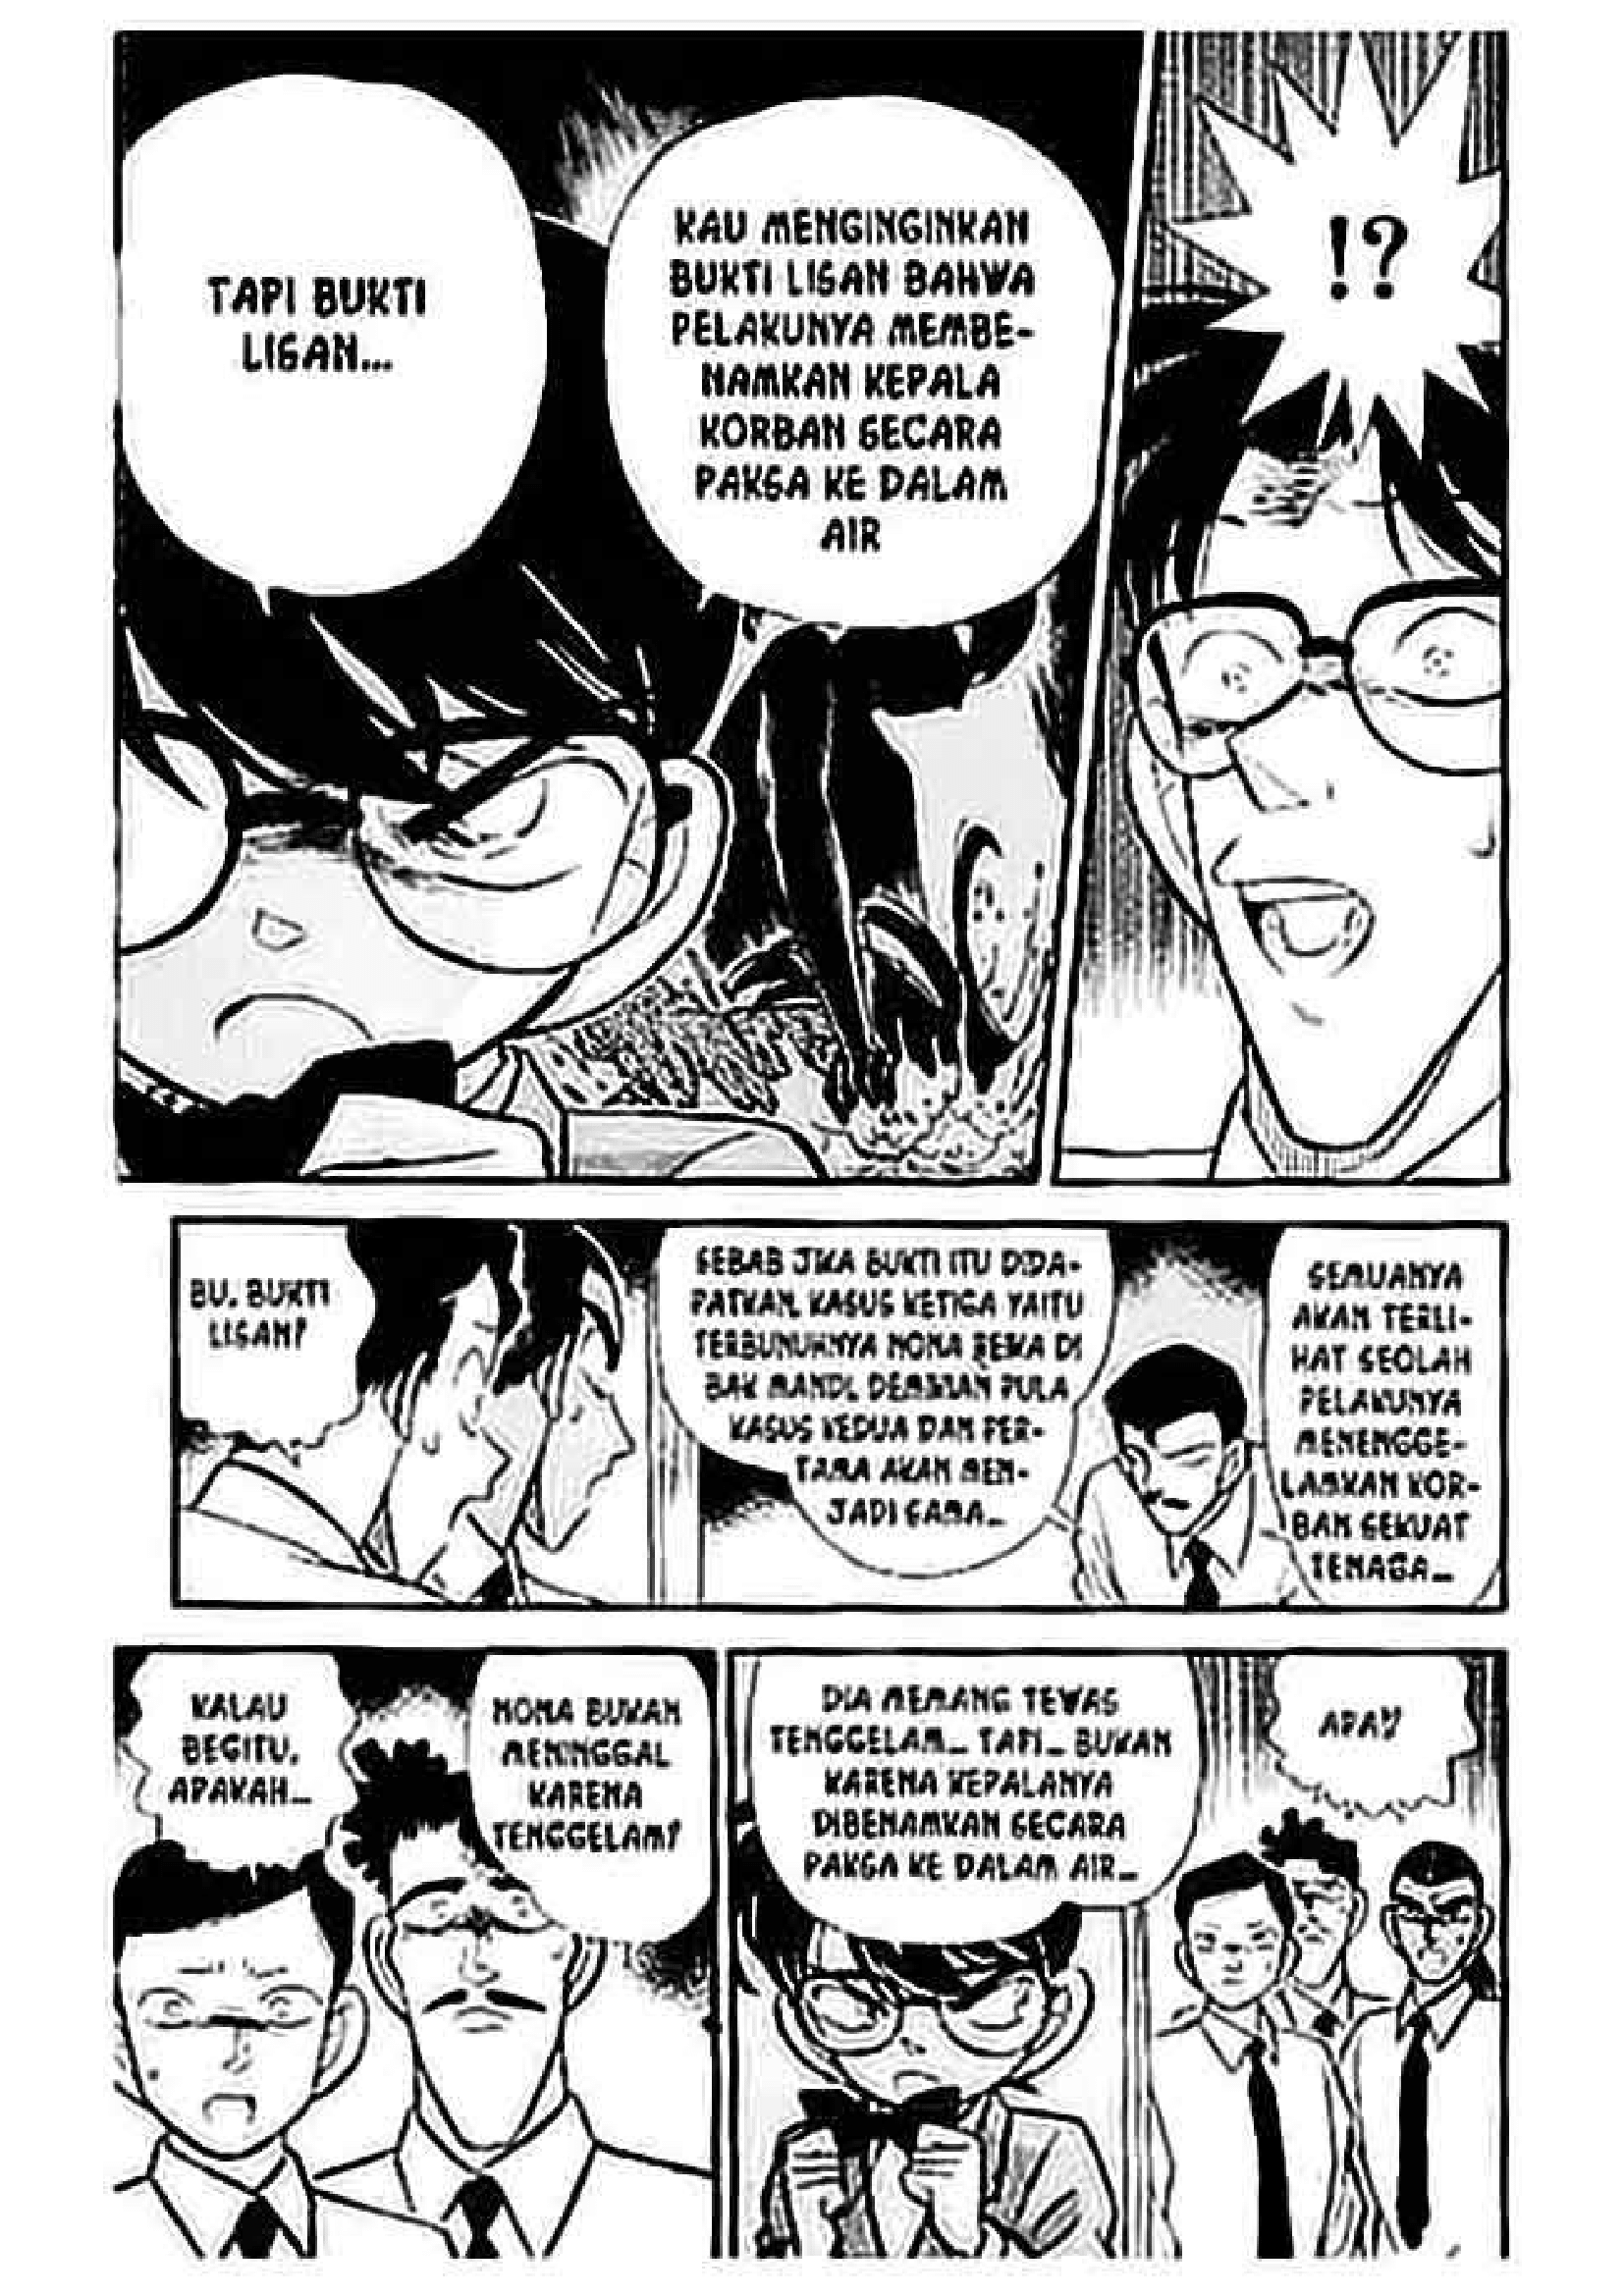 !?
KAU MENGINGINKAN
BUKTI LISAN BAHWA
PELAKUNYA MEMBE-
NAMKAN KEPALA
KORBAN SECARA
PAKSA KE DALAM
AIR
TAPI BUKTI
LISAN...
SEMUANYA
AKAN TERLI-
HAT SEOLAH
PELAKUNYA
MENENGGE-
LAMKAN KOR-
BAN SEKUAT
TENAGA...
SEBAB JIKA BUKTI ITU DIDA-
PATKAN, KASUS KETIGA YAITU
TERBUNUHNYA NONA REIKA DI
BAK MANDI, DEMIKIAN PULA
KASUS KEDUA DAN PER-
TAMA AKAN MEN-
JADI SAMA...
BU, BUKTI
LISAN?
APA?!
DIA MEMANG TEWAS
TENGGELAM... TAPI... BUKAN
KARENA KEPALANYA
DIBENAMKAN SECARA
PAKSA KE DALAM AIR...
NONA BUKAN
MENINGGAL
KARENA
TENGGELAM?
KALAU
BEGITU,
APAKAH...